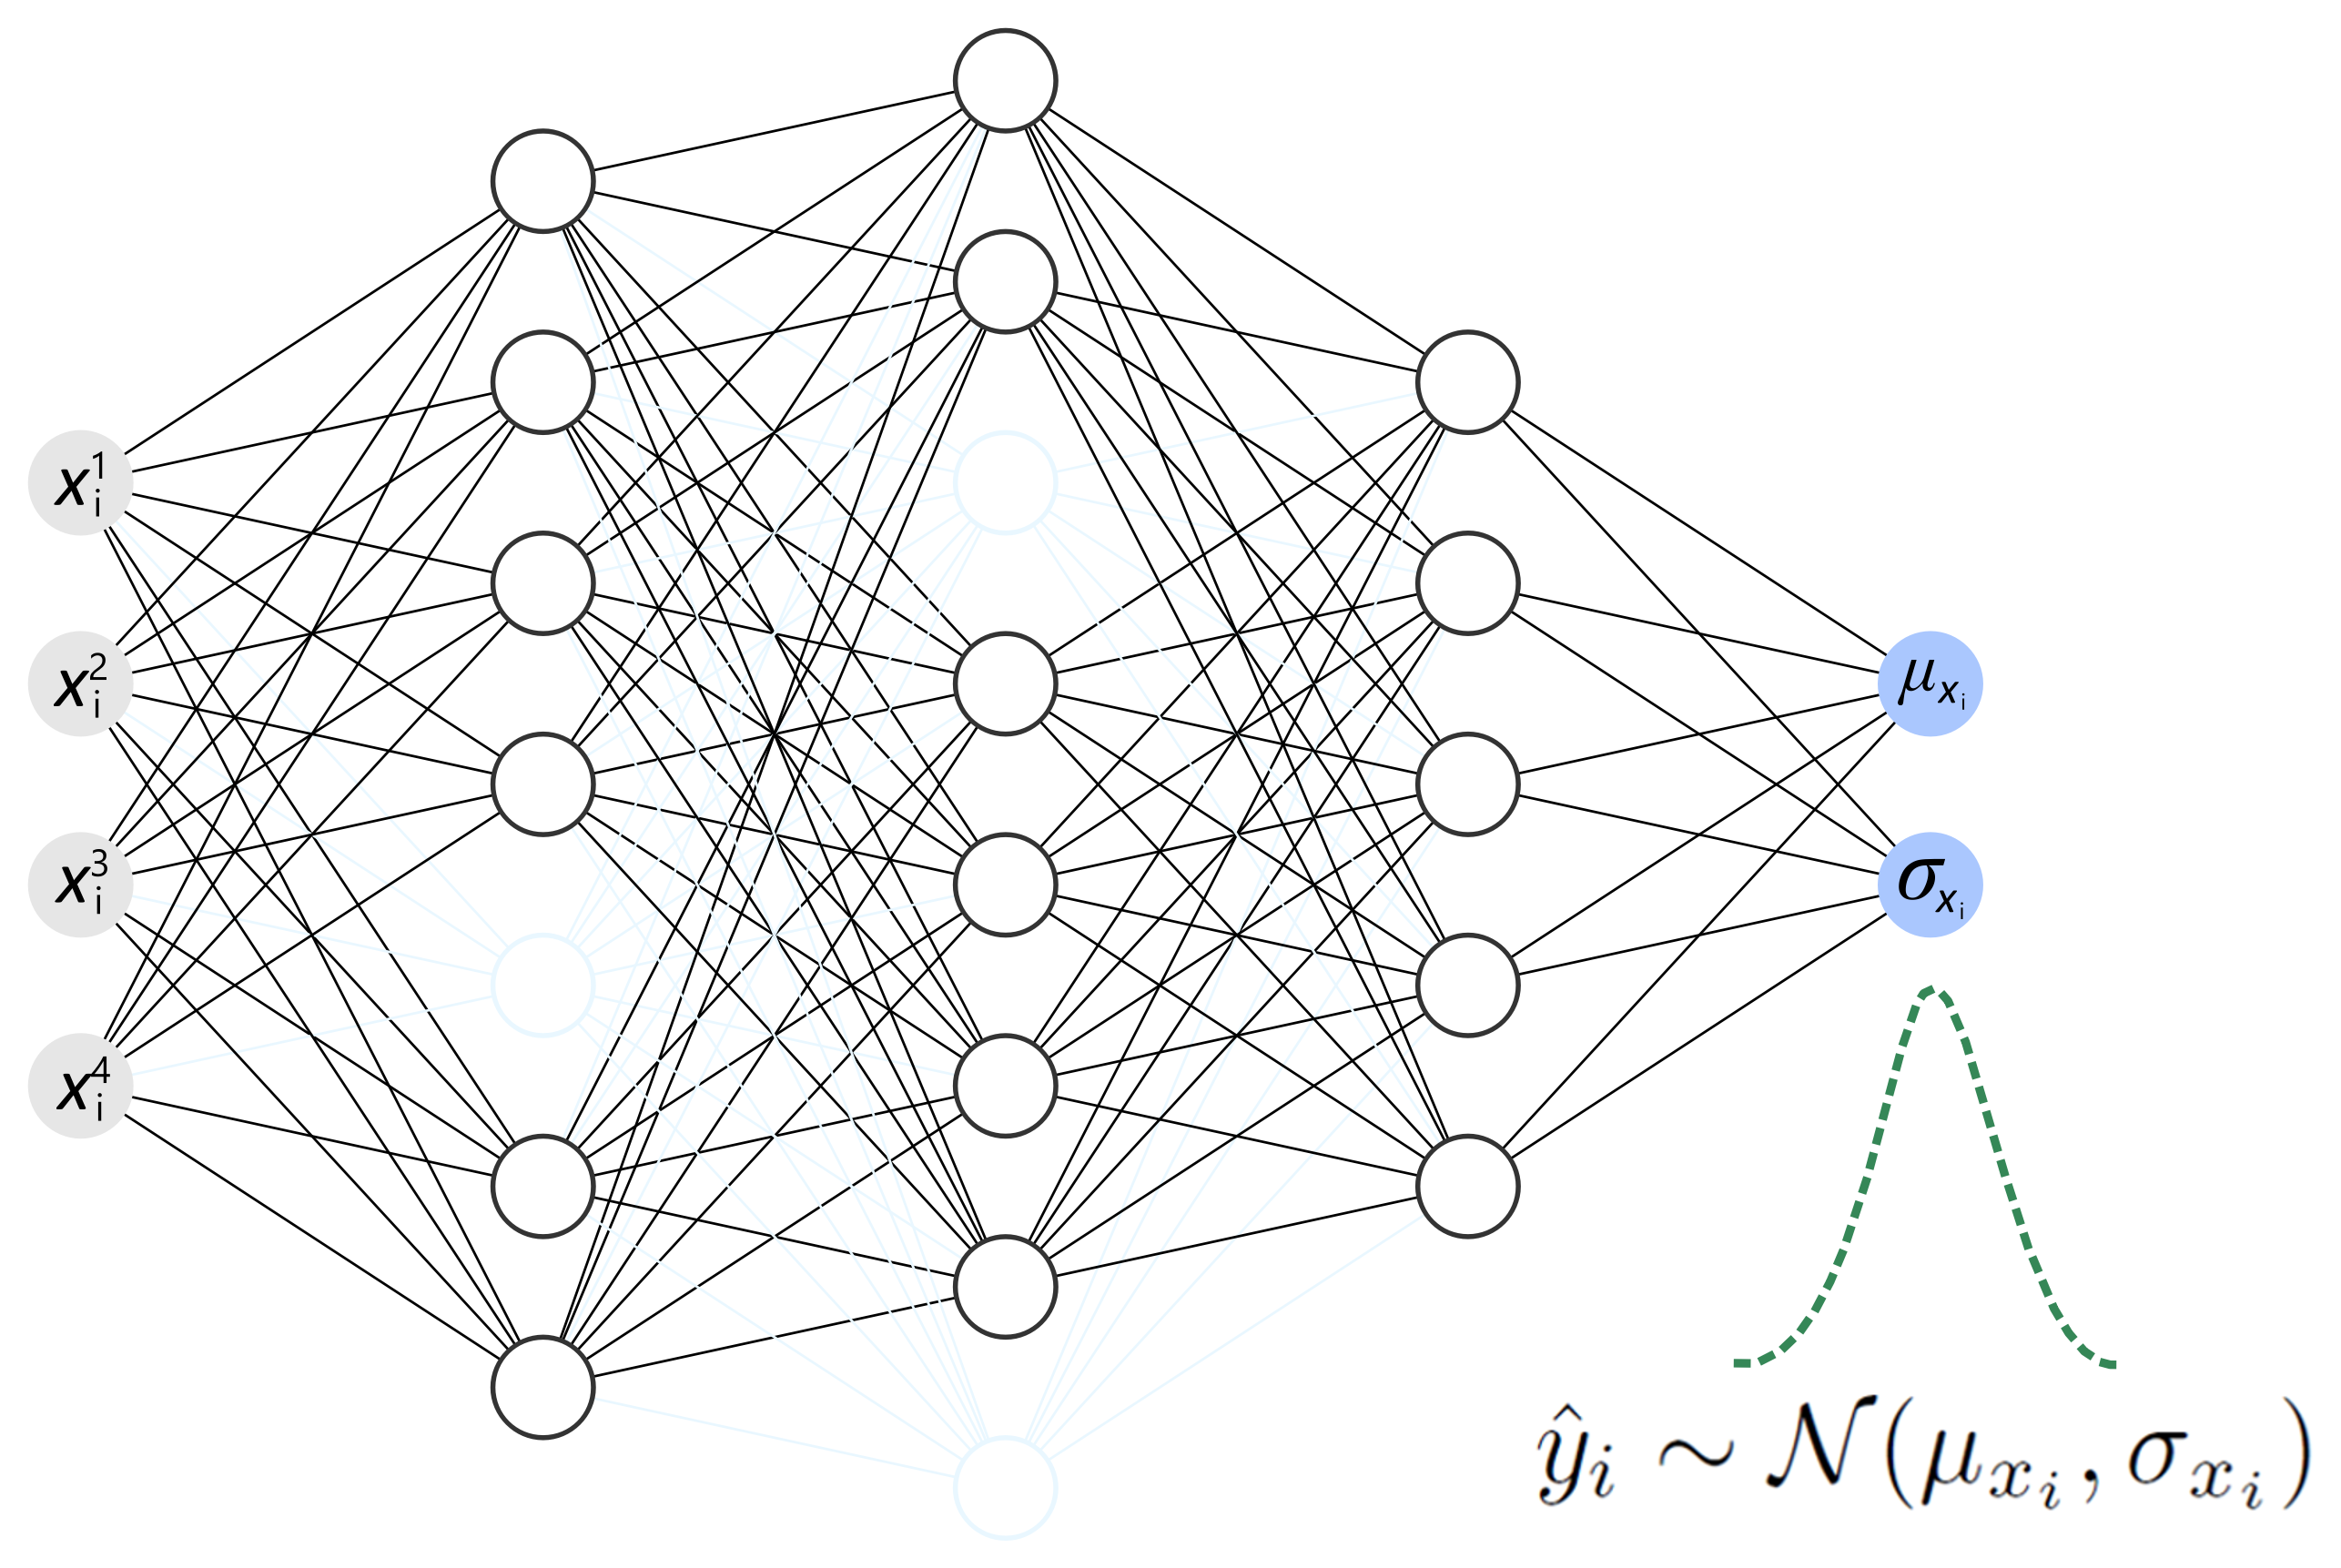 x_i^1
x_i^2
x_i^3
x_i^4
μ_{x_i}
σ_{x_i}
ŷ_i ∼ 𝒩(μ_{x_i}, σ_{x_i})